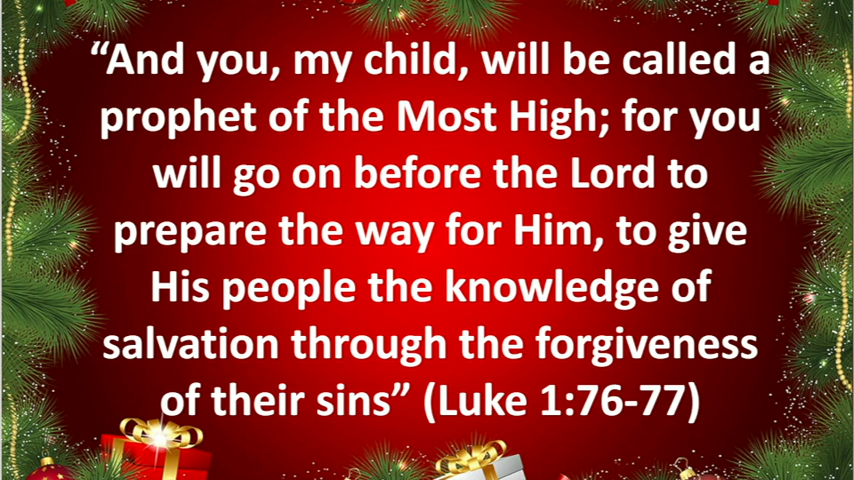 “And you, my child, will be called a
prophet of the Most High; for you
will go on before the Lord to
prepare the way for Him, to give
His people the knowledge of
salvation through the forgiveness
of their sins” (Luke 1:76-77)